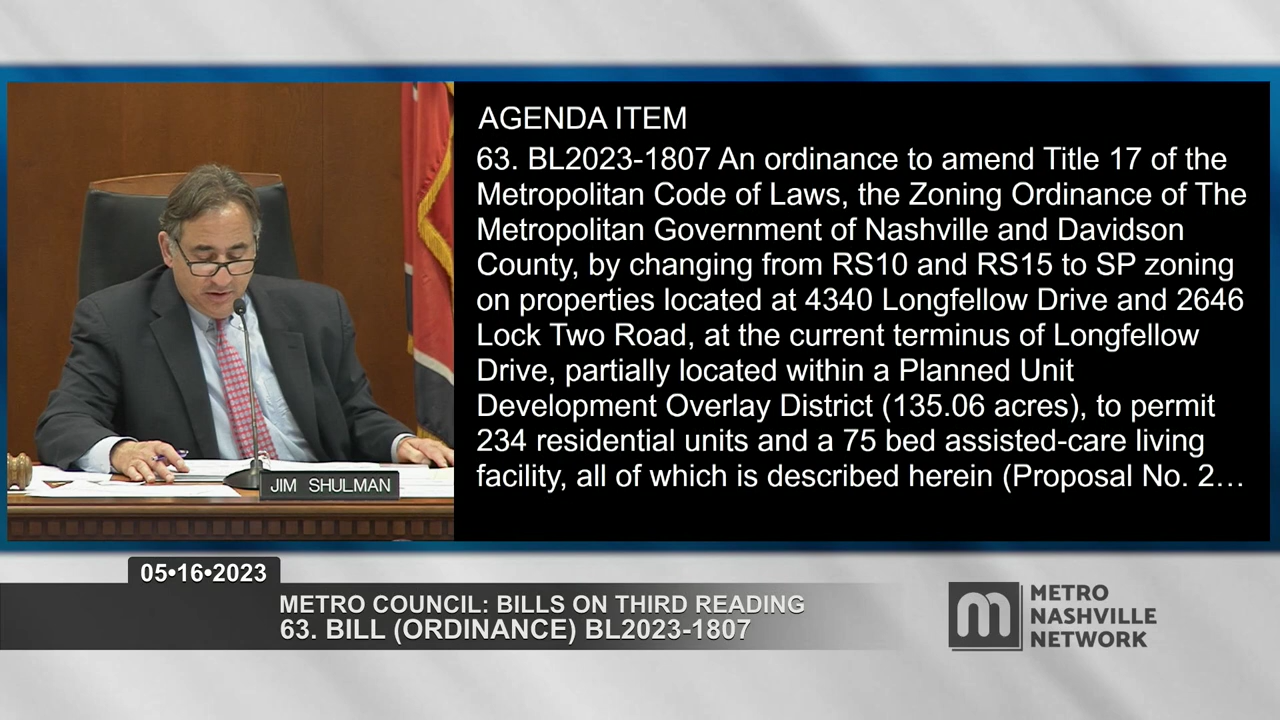 AGENDA ITEM
63. BL2023-1807 An ordinance to amend Title 17 of the
Metropolitan Code of Laws, the Zoning Ordinance of The
Metropolitan Government of Nashville and Davidson
County, by changing from RS10 and RS15 to SP zoning
on properties located at 4340 Longfellow Drive and 2646
Lock Two Road, at the current terminus of Longfellow
Drive, partially located within a Planned Unit
Development Overlay District (135.06 acres), to permit
234 residential units and a 75 bed assisted-care living
facility, all of which is described herein (Proposal No. 2…
JIM SHULMAN
05•16•2023
METRO COUNCIL: BILLS ON THIRD READING
63. BILL (ORDINANCE) BL2023-1807
m
METRO
NASHVILLE
NETWORK